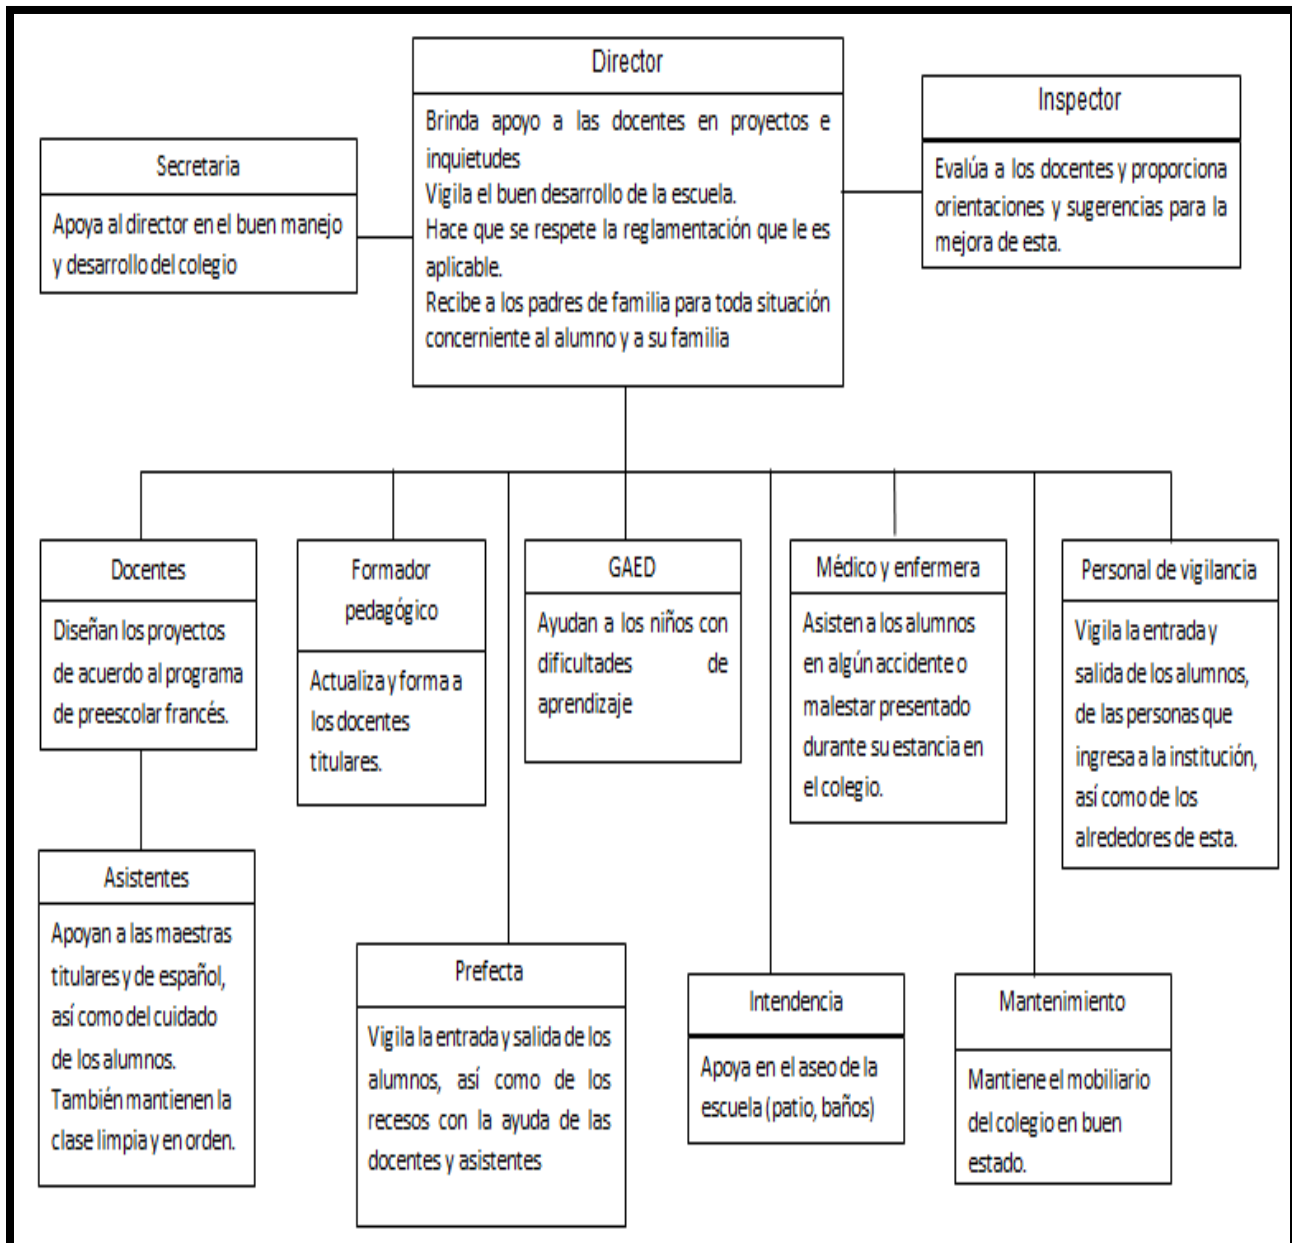 Director
Brinda apoyo a las docentes en proyectos e
inquietudes
Vigila el buen desarrollo de la escuela.
Hace que se respete la reglamentación que le es
aplicable.
Recibe a los padres de familia para toda situación
concerniente al alumno y a su familia
Inspector
Evalúa a los docentes y proporciona
orientaciones y sugerencias para la
mejora de esta.
Secretaria
Apoya al director en el buen manejo
y desarrollo del colegio
Docentes
Diseñan los proyectos
de acuerdo al programa
de preescolar francés.
Formador
pedagógico
Actualiza y forma a
los docentes
titulares.
GAED
Ayudan a los niños con
dificultades de
aprendizaje
Médico y enfermera
Asisten a los alumnos
en algún accidente o
malestar presentado
durante su estancia en
el colegio.
Personal de vigilancia
Vigila la entrada y
salida de los alumnos,
de las personas que
ingresa a la institución,
así como de los
alrededores de esta.
Asistentes
Apoyan a las maestras
titulares y de español,
así como del cuidado
de los alumnos.
También mantienen la
clase limpia y en orden.
Prefecta
Vigila la entrada y salida de los
alumnos, así como de los
recesos con la ayuda de las
docentes y asistentes
Intendencia
Apoya en el aseo de la
escuela (patio, baños)
Mantenimiento
Mantiene el mobiliario
del colegio en buen
estado.